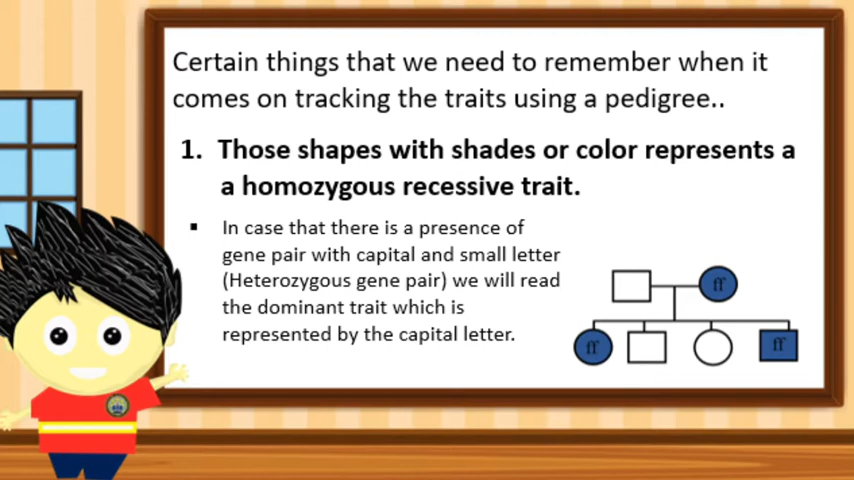 Certain things that we need to remember when it
comes on tracking the traits using a pedigree..
1. Those shapes with shades or color represents a
a homozygous recessive trait.
▪ In case that there is a presence of
gene pair with capital and small letter
(Heterozygous gene pair) we will read
the dominant trait which is
represented by the capital letter.
ff
ff
ff